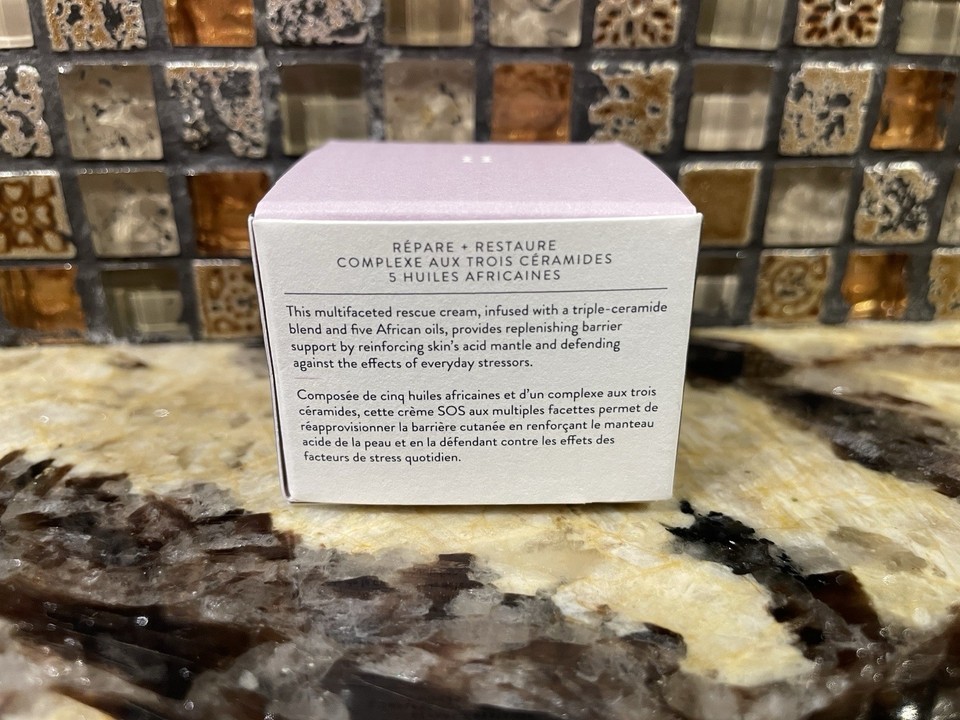 RÉPARE + RESTAURE
COMPLEXE AUX TROIS CÉRAMIDES
5 HUILES AFRICAINES
This multifaceted rescue cream, infused with a triple-ceramide
blend and five African oils, provides replenishing barrier
support by reinforcing skin's acid mantle and defending
against the effects of everyday stressors.
Composée de cinq huiles africaines et d'un complexe aux trois
céramides, cette crème SOS aux multiples facettes permet de
réapprovisionner la barrière cutanée en renforçant le manteau
acide de la peau et en la défendant contre les effets des
facteurs de stress quotidien.